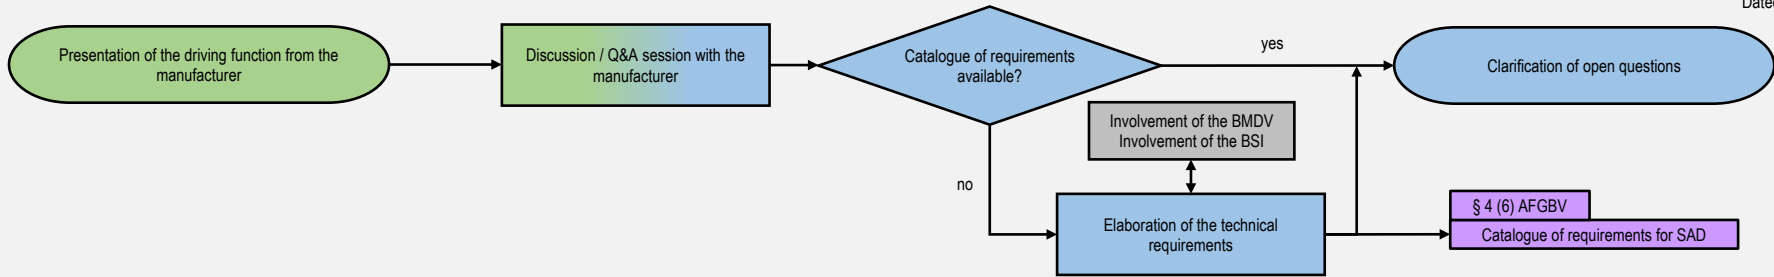 Presentation of the driving function from the
manufacturer
Discussion / Q&A session with the
manufacturer
Catalogue of requirements
available?
yes
Clarification of open questions
Involvement of the BMDV
Involvement of the BSI
no
Elaboration of the technical
requirements
§ 4 (6) AFGBV
Catalogue of requirements for SAD